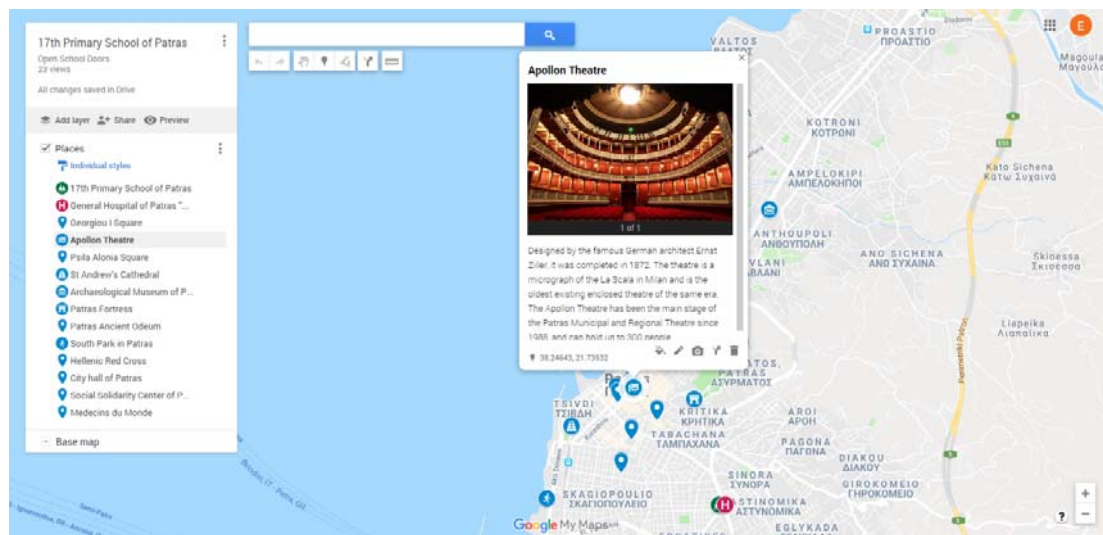 17th Primary School of Patras
Open School Doors
23 views
All changes saved in Drive
Add layer Share Preview
Places
Individual styles
17th Primary School of Patras
General Hospital of Patras "...
Georgiou I Square
Apollon Theatre
Psila Alonia Square
St Andrew's Cathedral
Archaeological Museum of P...
Patras Fortress
Patras Ancient Odeum
South Park in Patras
Hellenic Red Cross
City hall of Patras
Social Solidarity Center of P...
Medecins du Monde
Base map
Apollon Theatre
1 of 1
Designed by the famous German architect Ernst
Ziller, it was completed in 1872. The theatre is a
micrograph of the La Scala in Milan and is the
oldest existing enclosed theatre of the same era.
The Apollon Theatre has been the main stage of
the Patras Municipal and Regional Theatre since
1988, and can hold up to 300 people
38.24643, 21.73532
E
VALTOS
PROASTIO
ΠΡΟΑΣΤΙΟ
Magoula
KOTRONI
ΚΟΤΡΩΝΙ
Kato Sichena
Κάτω Συχαινά
AMPELOKIPI
ΑΜΠΕΛΟΚΗΠΟΙ
ANTHOUPOLI
ΑΝΘΟΥΠΟΛΗ
ANO SICHENA
ΑΝΩ ΣΥΧΑΙΝΑ
Skioessa
Σκιόεσσα
VLANI
Liapeika
Λιαπαίικα
PATRAS
ΑΣΥΡΜΑΤΟΣ
TSIVDI
ΤΣΙΒΔΗ
KRITIKA
ΚΡΗΤΙΚΑ
AROI
ΑΡΟΗ
TABACHANA
ΤΑΜΠΑΧΑΝΑ
PAGONA
ΠΑΓΩΝΑ
DIAKOU
ΔΙΑΚΟΥ
SINORA
ΣΥΝΟΡΑ
GIROKOMEIO
ΓΗΡΟΚΟΜΕΙΟ
SKAGIOPOULIO
ΣΚΑΓΙΟΠΟΥΛΕΙΟ
ASTINOMIKA
ΑΣΤΥΝΟΜΙΚΑ
EGLYKADA
Google My Maps